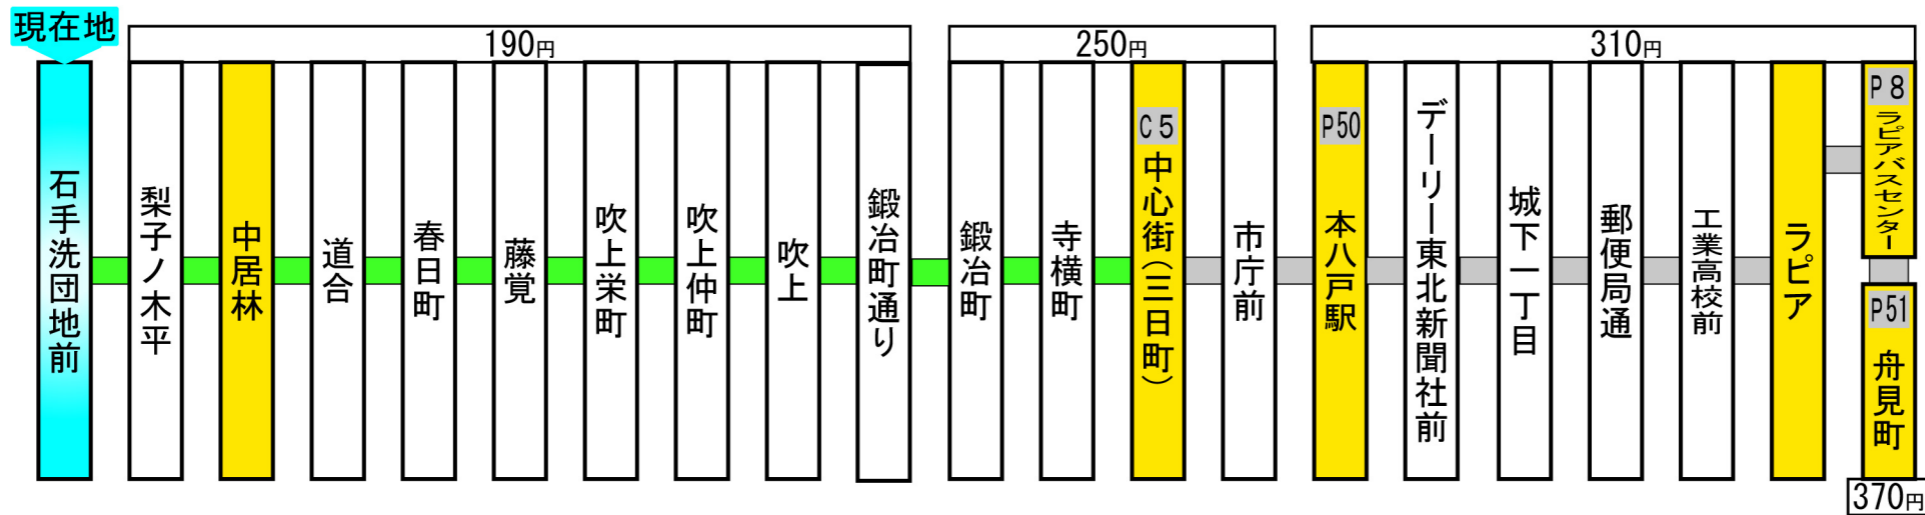 現在地
190円
250円
310円
石手洗団地前
梨子ノ木平
中居林
道合
春日町
藤覚
吹上栄町
吹上仲町
吹上
鍛冶町通り
鍛冶町
寺横町
C5
中心街(三日町)
市庁前
P50
本八戸駅
デーリー東北新聞社前
城下一丁目
郵便局通
工業高校前
ラピア
P8
ラピアバスセンター
P51
舟見町
370円